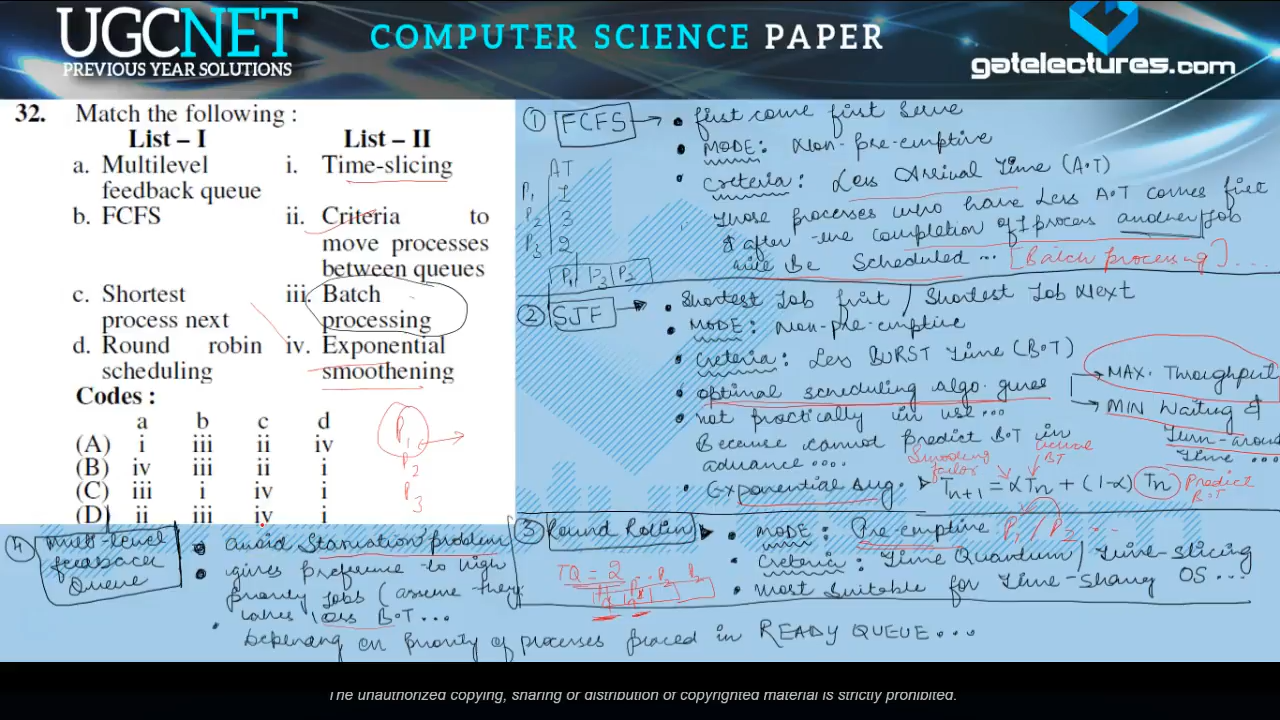 UGCNET
PREVIOUS YEAR SOLUTIONS
COMPUTER SCIENCE PAPER
gatelectures.com
32. Match the following :
List – I List – II
a. Multilevel feedback queue i. Time-slicing
b. FCFS ii. Criteria to move processes between queues
c. Shortest process next iii. Batch processing
d. Round robin scheduling iv. Exponential smoothening
Codes :
a b c d
(A) i iii ii iv
(B) iv iii ii i
(C) iii i iv i
(D) ii iii iv i
P1
P2
P3
① FCFS → • first come first Serve
• MODE: Non-pre-emptive
• Creteria: Less Arrival Time (A.T)
Those processes who have Less A.T comes first
& after the completion of 1 process another Job
will Be Scheduled ... [Batch processing] ....
AT
P1 1
P2 3
P3 2
P1 P3 P2
② SJF → • Shortest Job first / Shortest Job Next
• MODE: Non-pre-emptive
• Creteria: Less BURST Time (B.T)
• optimal scheduling algo. gives
→ MAX. Throughput
→ MIN Waiting &
Turn-around
Time ...
• not practically in use...
Because cannot predict B.T in
advance ....
• Exponential Avg. Tn+1 = αTn + (1-α) Tn
factor
actual
BT
Predict
B.T
③ Round Robin • MODE: Pre-emptive P1 / P2 ...
• Creteria: Time Quantum / Time-slicing
• most suitable for Time-sharing OS...
TQ = 2
④ Multi-level
feedback
Queue
• avoid Starvation problem
• gives preference to high
priority Jobs (assume they
takes less B.T...
• Depending on priority of processes placed in READY QUEUE...
The unauthorized copying, sharing or distribution of copyrighted material is strictly prohibited.